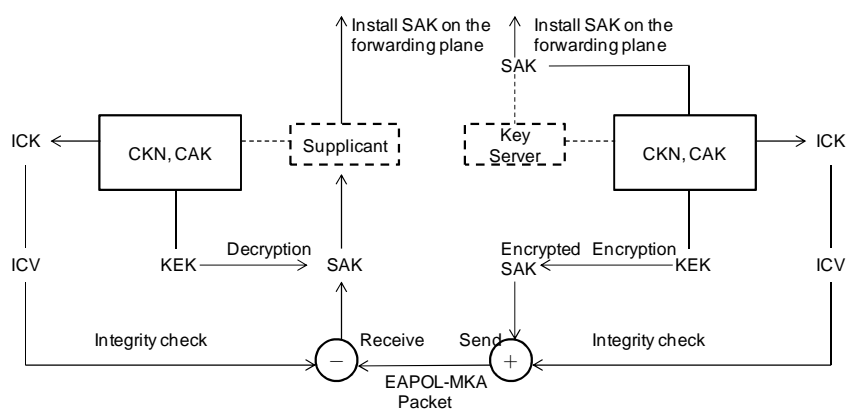 Install SAK on the
forwarding plane
Install SAK on the
forwarding plane
SAK
ICK
CKN, CAK
Supplicant
Key
Server
CKN, CAK
ICK
ICV
KEK
Decryption
SAK
Encrypted
SAK
Encryption
KEK
ICV
Integrity check
Receive
Send
Integrity check
−
+
EAPOL-MKA
Packet